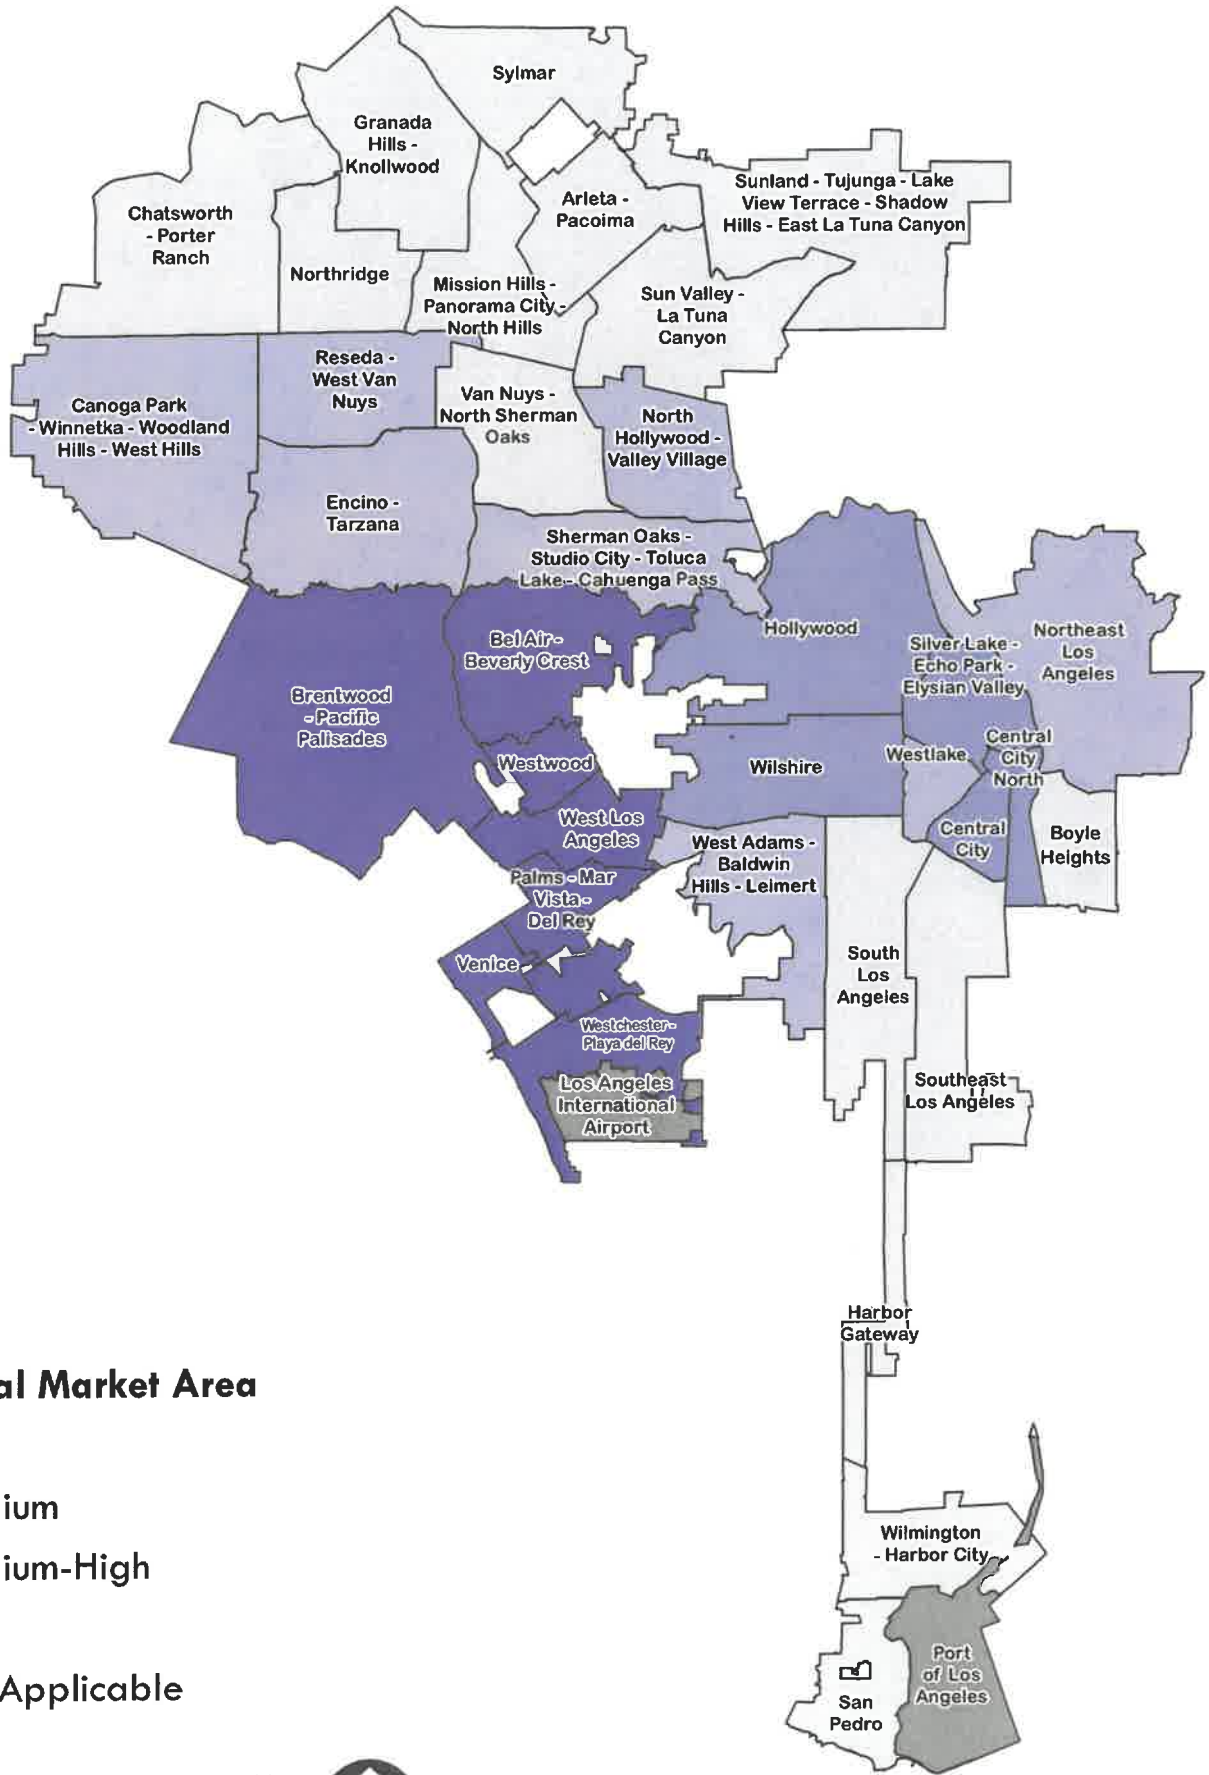 Sylmar
Granada
Hills -
Knollwood
Chatsworth
- Porter
Ranch
Northridge
Arleta -
Pacoima
Sunland - Tujunga - Lake
View Terrace - Shadow
Hills - East La Tuna Canyon
Mission Hills -
Panorama City -
North Hills
Sun Valley -
La Tuna
Canyon
Canoga Park
- Winnetka - Woodland
Hills - West Hills
Reseda -
West Van
Nuys
Van Nuys -
North Sherman
Oaks
North
Hollywood -
Valley Village
Encino -
Tarzana
Sherman Oaks -
Studio City - Toluca
Lake - Cahuenga Pass
Brentwood
- Pacific
Palisades
Bel Air -
Beverly Crest
Hollywood
Silver Lake -
Echo Park -
Elysian Valley
Northeast
Los
Angeles
Westwood
Wilshire
Westlake
Central
City
North
West Los
Angeles
West Adams -
Baldwin
Hills - Leimert
Central
City
Boyle
Heights
Palms - Mar
Vista -
Del Rey
Venice
South
Los
Angeles
Westchester -
Playa del Rey
Los Angeles
International
Airport
Southeast
Los Angeles
Harbor
Gateway
Wilmington
- Harbor City
Port
of Los
Angeles
San
Pedro
al Market Area
ium
ium-High
Applicable